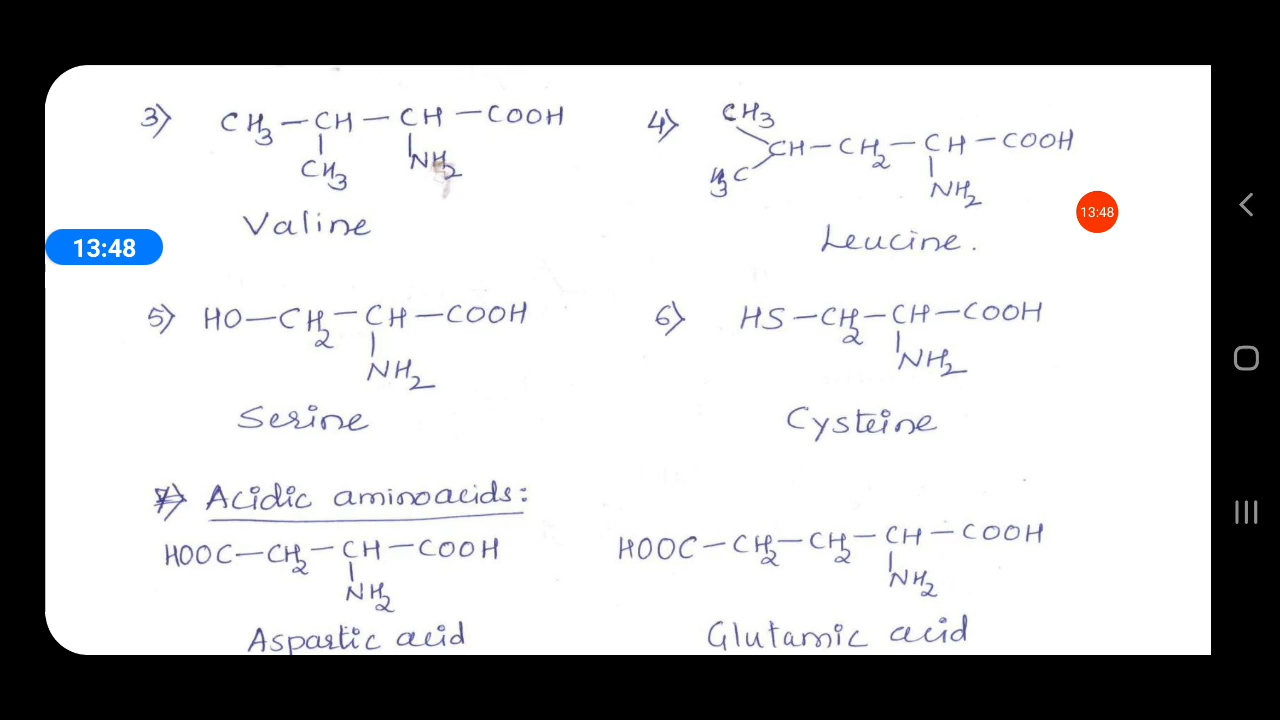 3) CH3 — CH — CH — COOH
CH3 NH2
Valine
4) CH3
CH — CH2 — CH — COOH
H3C
NH2
Leucine.
13:48
13:48
5) HO — CH2 — CH — COOH
NH2
Serine
6) HS — CH2 — CH — COOH
NH2
Cysteine
7) Acidic aminoacids:
HOOC — CH2 — CH — COOH
NH2
Aspartic acid
HOOC — CH2 — CH2 — CH — COOH
NH2
Glutamic acid